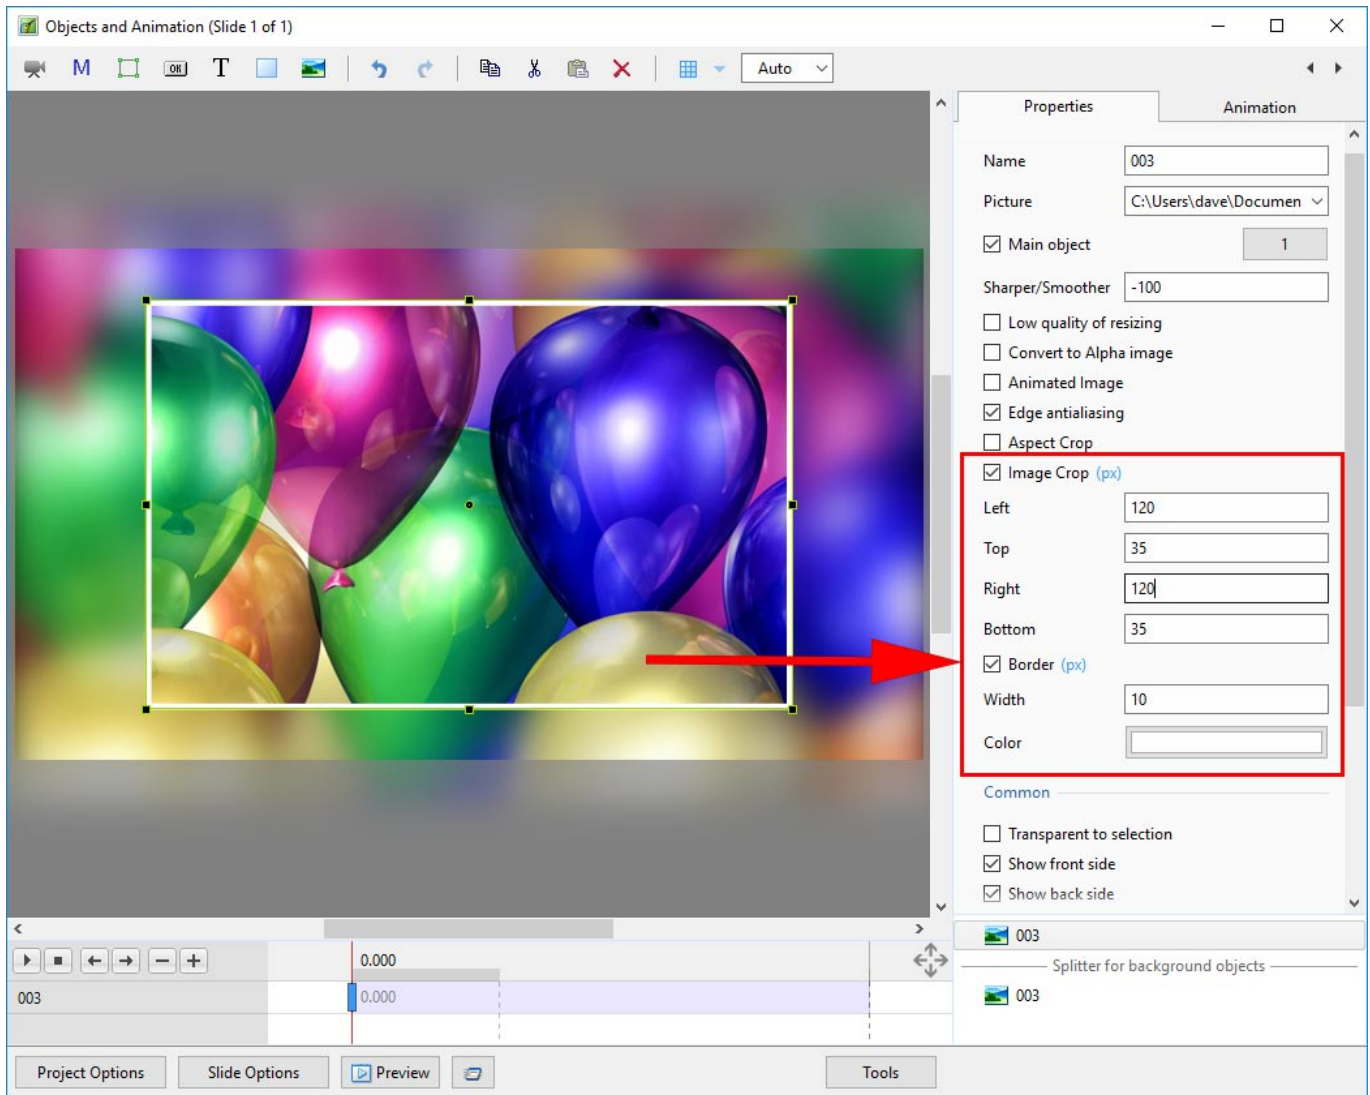 Objects and Animation (Slide 1 of 1)
M OK T Auto
Properties Animation
Name 003
Picture C:\Users\dave\Documen
Main object 1
Sharper/Smoother -100
Low quality of resizing
Convert to Alpha image
Animated Image
Edge antialiasing
Aspect Crop
Image Crop (px)
Left 120
Top 35
Right 120
Bottom 35
Border (px)
Width 10
Color
Common
Transparent to selection
Show front side
Show back side
003
Splitter for background objects
003
0.000
003 0.000
Project Options Slide Options Preview Tools